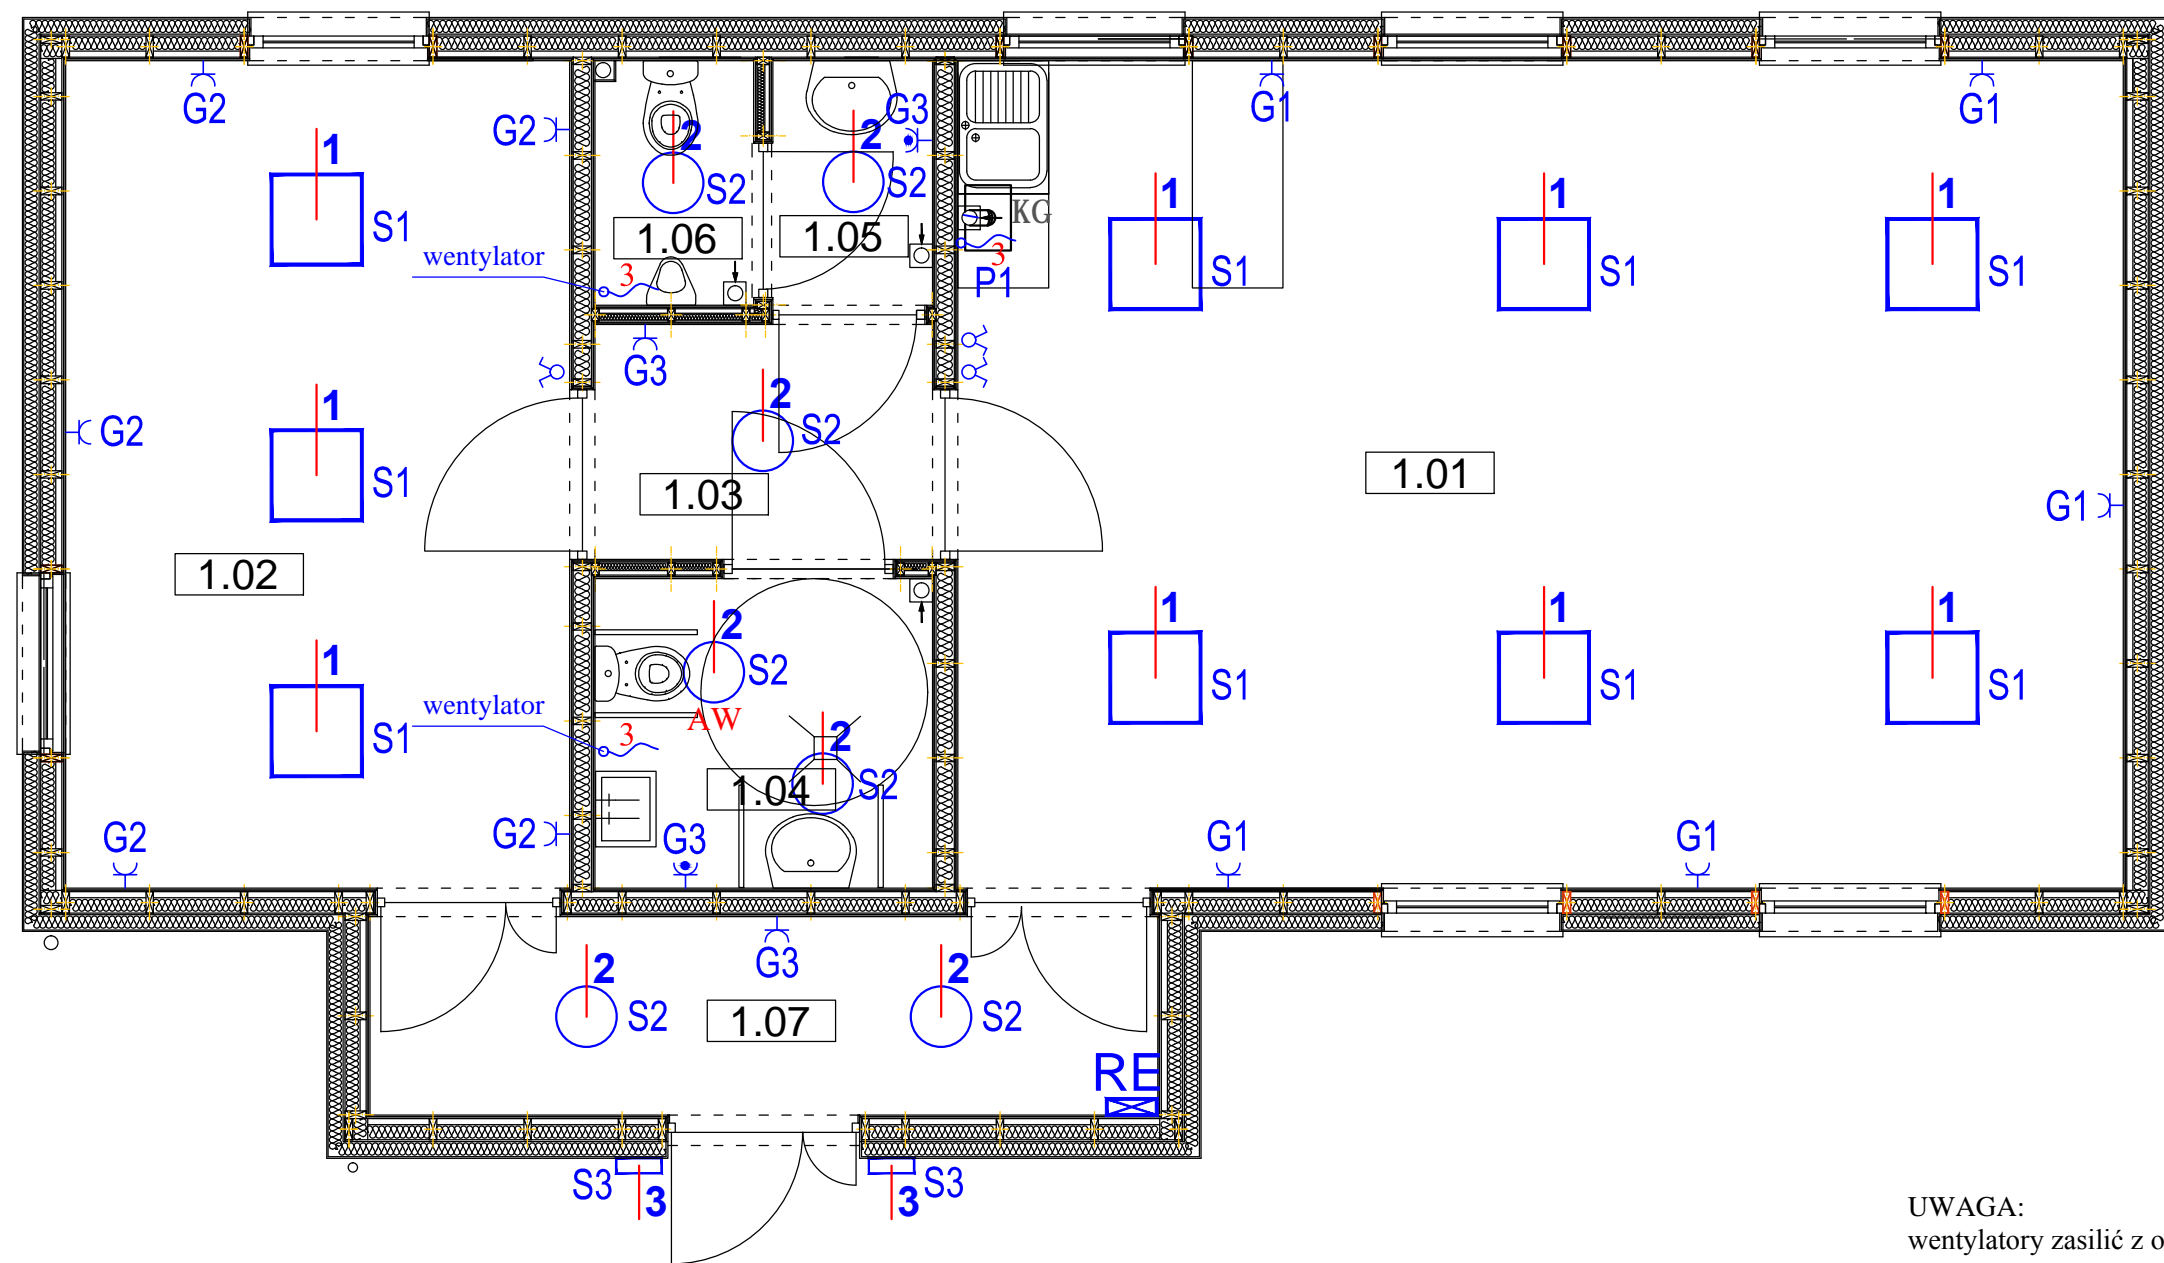 G2
G2
G3
G1
G1
1
2
2
1
1
1
S1
S2
S2
KG
S1
S1
S1
1.06
1.05
wentylator
3
3
P1
G3
1
2
G2
S1
S2
1.03
1.01
G1
1.02
1
2
1
1
1
S1
S2
S1
S1
S1
wentylator
3
AW
2
1.04
S2
G2
G2
G3
G1
G1
G3
2
2
S2
1.07
S2
RE
S3
3
3
S3
UWAGA:
wentylatory zasilić z o